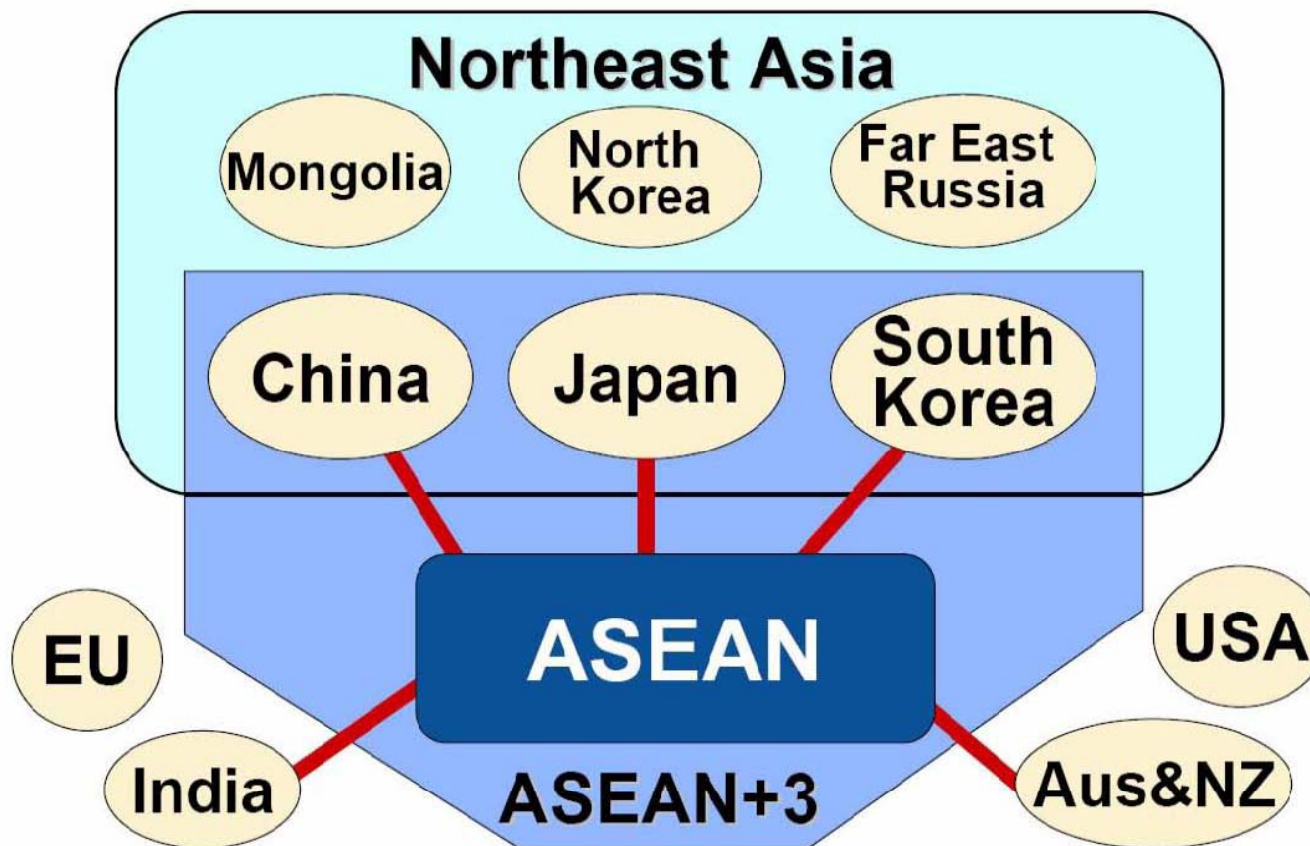 Northeast Asia
Mongolia
North
Korea
Far East
Russia
China
Japan
South
Korea
ASEAN
EU
USA
India
Aus&NZ
ASEAN+3